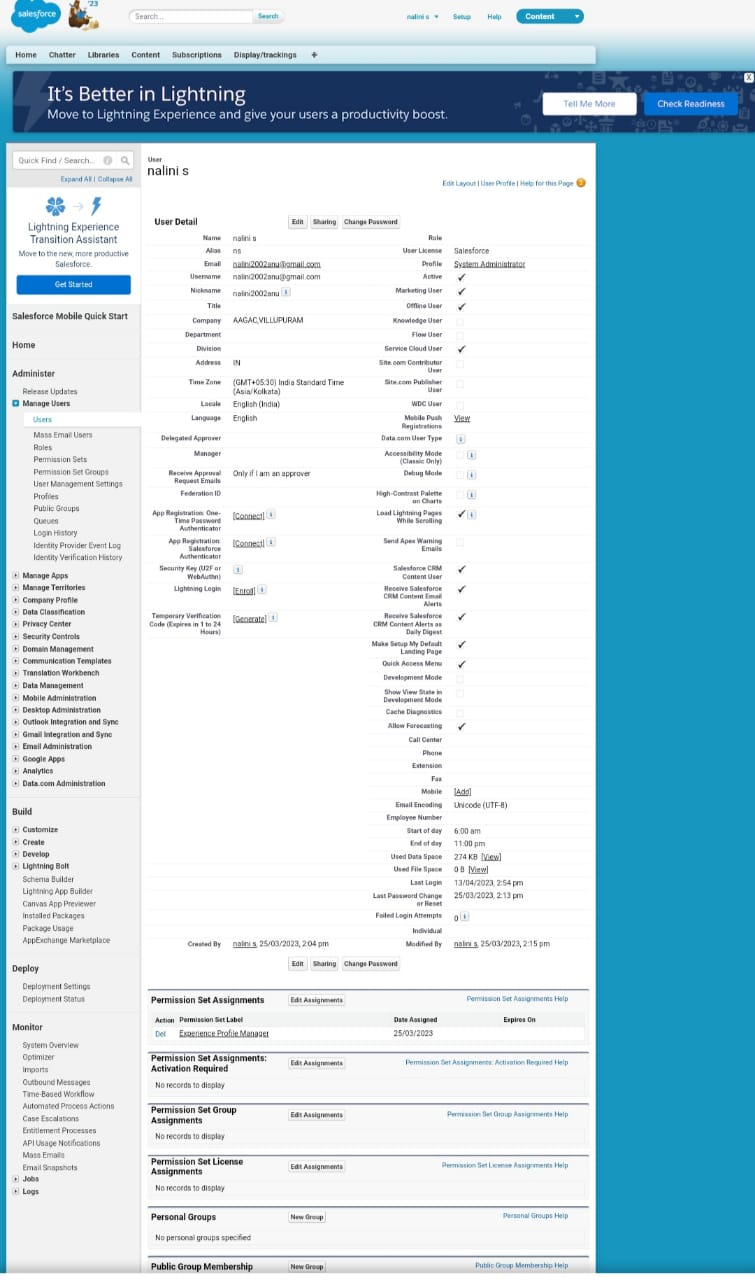 salesforce
'23
Search...
Search
nalini s
Setup
Help
Content
Home
Chatter
Libraries
Content
Subscriptions
Display/trackings
+
It's Better in Lightning
Move to Lightning Experience and give your users a productivity boost.
Tell Me More
Check Readiness
X
Quick Find / Search...
Expand All | Collapse All
Lightning Experience
Transition Assistant
Move to the new, more productive
Salesforce.
Get Started
Salesforce Mobile Quick Start
Home
Administer
Release Updates
Manage Users
Users
Mass Email Users
Roles
Permission Sets
Permission Set Groups
User Management Settings
Profiles
Public Groups
Queues
Login History
Identity Provider Event Log
Identity Verification History
Manage Apps
Manage Territories
Company Profile
Data Classification
Privacy Center
Security Controls
Domain Management
Communication Templates
Translation Workbench
Data Management
Mobile Administration
Desktop Administration
Outlook Integration and Sync
Gmail Integration and Sync
Email Administration
Google Apps
Analytics
Data.com Administration
Build
Customize
Create
Develop
Lightning Bolt
Schema Builder
Lightning App Builder
Canvas App Previewer
Installed Packages
Package Usage
AppExchange Marketplace
Deploy
Deployment Settings
Deployment Status
Monitor
System Overview
Optimizer
Imports
Outbound Messages
Time-Based Workflow
Automated Process Actions
Case Escalations
Entitlement Processes
API Usage Notifications
Mass Emails
Email Snapshots
Jobs
Logs
User
nalini s
Edit Layout | User Profile | Help for this Page ?
User Detail
Edit
Sharing
Change Password
Name nalini s
Alias ns
Email nalini2002anu@gmail.com
Username nalini2002anu@gmail.com
Nickname nalini2002anu i
Title
Company AAGAC,VILLUPURAM
Department
Division
Address IN
Time Zone (GMT+05:30) India Standard Time
(Asia/Kolkata)
Locale English (India)
Language English
Delegated Approver
Manager
Receive Approval
Request Emails Only if I am an approver
Federation ID
App Registration: One-
Time Password
Authenticator [Connect] i
App Registration:
Salesforce
Authenticator [Connect] i
Security Key (U2F or
WebAuthn) i
Lightning Login [Enroll] i
Temporary Verification
Code (Expires in 1 to 24
Hours) [Generate] i
Role
User License Salesforce
Profile System Administrator
Active
Marketing User
Offline User
Knowledge User
Flow User
Service Cloud User
Site.com Contributor
User
Site.com Publisher
User
WDC User
Mobile Push
Registrations View
Data.com User Type i
Accessibility Mode
(Classic Only) i
Debug Mode i
High-Contrast Palette
on Charts i
Load Lightning Pages
While Scrolling i
Send Apex Warning
Emails
Salesforce CRM
Content User
Receive Salesforce
CRM Content Email
Alerts
Receive Salesforce
CRM Content Alerts as
Daily Digest
Make Setup My Default
Landing Page
Quick Access Menu
Development Mode
Show View State in
Development Mode
Cache Diagnostics
Allow Forecasting
Call Center
Phone
Extension
Fax
Mobile [Add]
Email Encoding Unicode (UTF-8)
Employee Number
Start of day 6:00 am
End of day 11:00 pm
Used Data Space 274 KB [View]
Used File Space 0 B [View]
Last Login 13/04/2023, 2:54 pm
Last Password Change
or Reset 25/03/2023, 2:13 pm
Failed Login Attempts 0 i
Individual
Created By nalini s, 25/03/2023, 2:04 pm
Modified By nalini s, 25/03/2023, 2:15 pm
Edit
Sharing
Change Password
Permission Set Assignments
Edit Assignments
Permission Set Assignments Help
Action Permission Set Label Date Assigned Expires On
Del Experience Profile Manager 25/03/2023
Permission Set Assignments:
Activation Required
Edit Assignments
Permission Set Assignments: Activation Required Help
No records to display
Permission Set Group
Assignments
Edit Assignments
Permission Set Group Assignments Help
No records to display
Permission Set License
Assignments
Edit Assignments
Permission Set License Assignments Help
No records to display
Personal Groups
New Group
Personal Groups Help
No personal groups specified
Public Group Membership
New Group
Public Group Membership Help